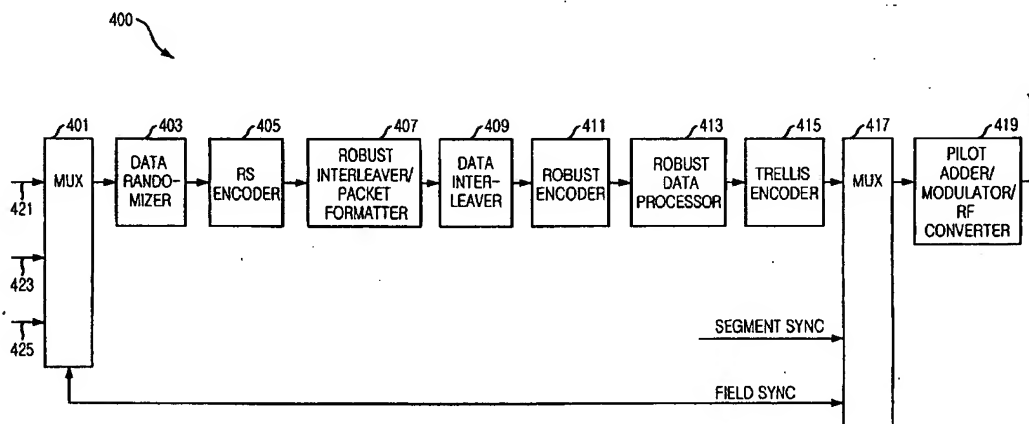 400
401
403
405
407
409
411
413
415
417
419
MUX
DATA
RANDO-
MIZER
RS
ENCODER
ROBUST
INTERLEAVER/
PACKET
FORMATTER
DATA
INTER-
LEAVER
ROBUST
ENCODER
ROBUST
DATA
PROCESSOR
TRELLIS
ENCODER
MUX
PILOT
ADDER/
MODULATOR/
RF
CONVERTER
421
423
425
SEGMENT SYNC
FIELD SYNC